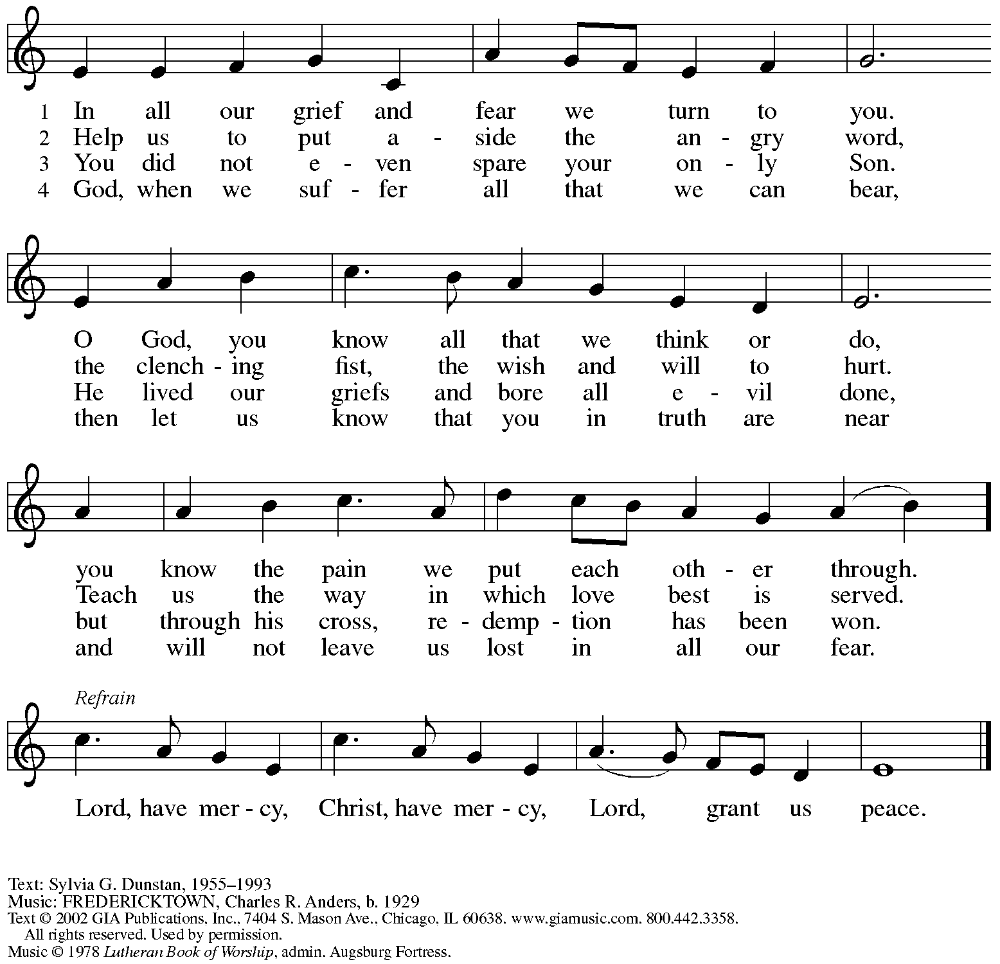 1 In all our grief and fear we turn to you.
2 Help us to put a - side the an - gry word,
3 You did not e - ven spare your on - ly Son.
4 God, when we suf - fer all that we can bear,
O God, you know all that we think or do,
the clench - ing fist, the wish and will to hurt.
He lived our griefs and bore all e - vil done,
then let us know that you in truth are near
you know the pain we put each oth - er through.
Teach us the way in which love best is served.
but through his cross, re - demp - tion has been won.
and will not leave us lost in all our fear.
Refrain
Lord, have mer - cy, Christ, have mer - cy, Lord, grant us peace.
Text: Sylvia G. Dunstan, 1955–1993
Music: FREDERICKTOWN, Charles R. Anders, b. 1929
Text © 2002 GIA Publications, Inc., 7404 S. Mason Ave., Chicago, IL 60638. www.giamusic.com. 800.442.3358.
All rights reserved. Used by permission.
Music © 1978 Lutheran Book of Worship, admin. Augsburg Fortress.